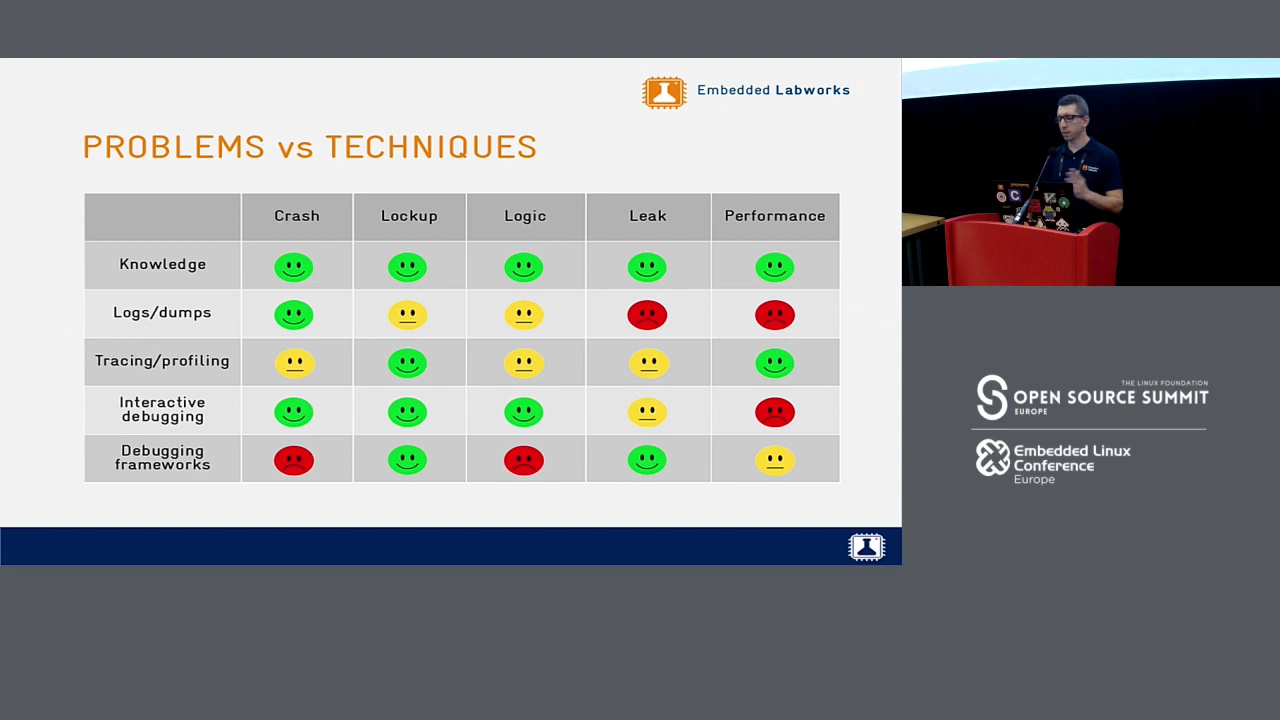 Embedded Labworks
PROBLEMS vs TECHNIQUES
Crash Lockup Logic Leak Performance
Knowledge
Logs/dumps
Tracing/profiling
Interactive
debugging
Debugging
frameworks
THE LINUX FOUNDATION
OPEN SOURCE SUMMIT
EUROPE
Embedded Linux
Conference
Europe